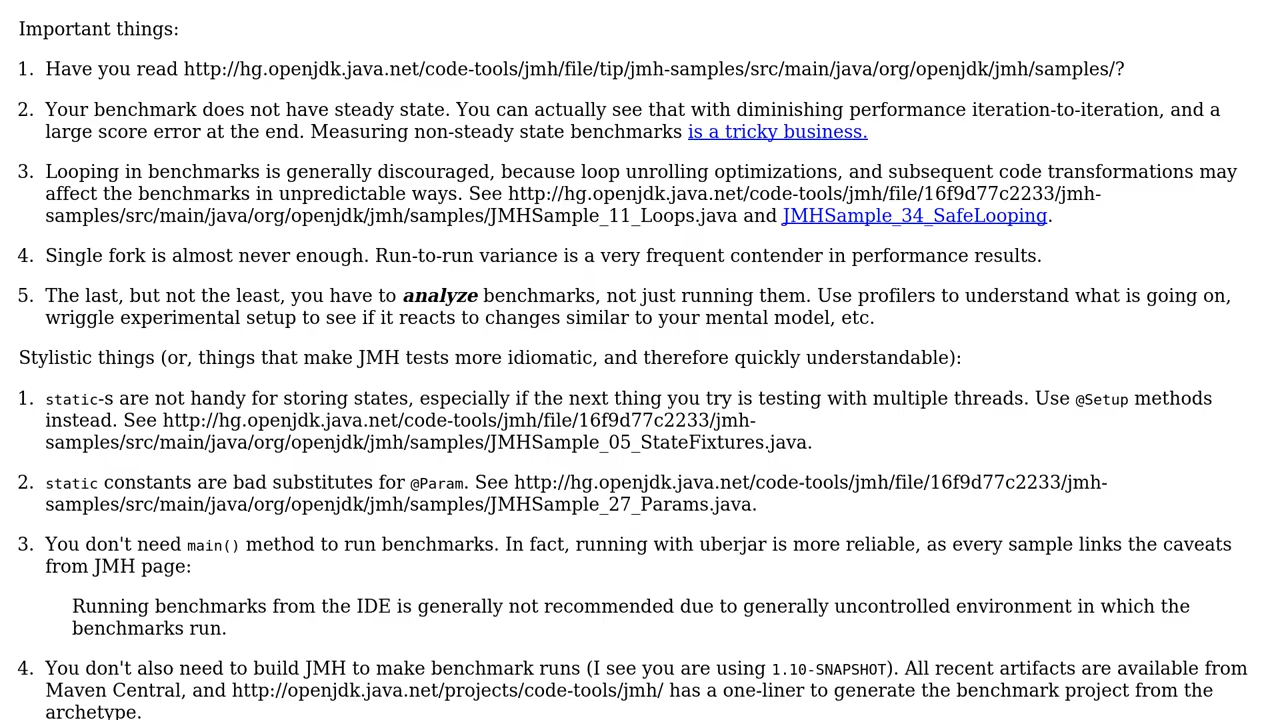 Important things:
1. Have you read http://hg.openjdk.java.net/code-tools/jmh/file/tip/jmh-samples/src/main/java/org/openjdk/jmh/samples/?
2. Your benchmark does not have steady state. You can actually see that with diminishing performance iteration-to-iteration, and a
large score error at the end. Measuring non-steady state benchmarks is a tricky business.
3. Looping in benchmarks is generally discouraged, because loop unrolling optimizations, and subsequent code transformations may
affect the benchmarks in unpredictable ways. See http://hg.openjdk.java.net/code-tools/jmh/file/16f9d77c2233/jmh-
samples/src/main/java/org/openjdk/jmh/samples/JMHSample_11_Loops.java and JMHSample_34_SafeLooping.
4. Single fork is almost never enough. Run-to-run variance is a very frequent contender in performance results.
5. The last, but not the least, you have to analyze benchmarks, not just running them. Use profilers to understand what is going on,
wriggle experimental setup to see if it reacts to changes similar to your mental model, etc.
Stylistic things (or, things that make JMH tests more idiomatic, and therefore quickly understandable):
1. static-s are not handy for storing states, especially if the next thing you try is testing with multiple threads. Use @Setup methods
instead. See http://hg.openjdk.java.net/code-tools/jmh/file/16f9d77c2233/jmh-
samples/src/main/java/org/openjdk/jmh/samples/JMHSample_05_StateFixtures.java.
2. static constants are bad substitutes for @Param. See http://hg.openjdk.java.net/code-tools/jmh/file/16f9d77c2233/jmh-
samples/src/main/java/org/openjdk/jmh/samples/JMHSample_27_Params.java.
3. You don't need main() method to run benchmarks. In fact, running with uberjar is more reliable, as every sample links the caveats
from JMH page:
Running benchmarks from the IDE is generally not recommended due to generally uncontrolled environment in which the
benchmarks run.
4. You don't also need to build JMH to make benchmark runs (I see you are using 1.10-SNAPSHOT). All recent artifacts are available from
Maven Central, and http://openjdk.java.net/projects/code-tools/jmh/ has a one-liner to generate the benchmark project from the
archetype.